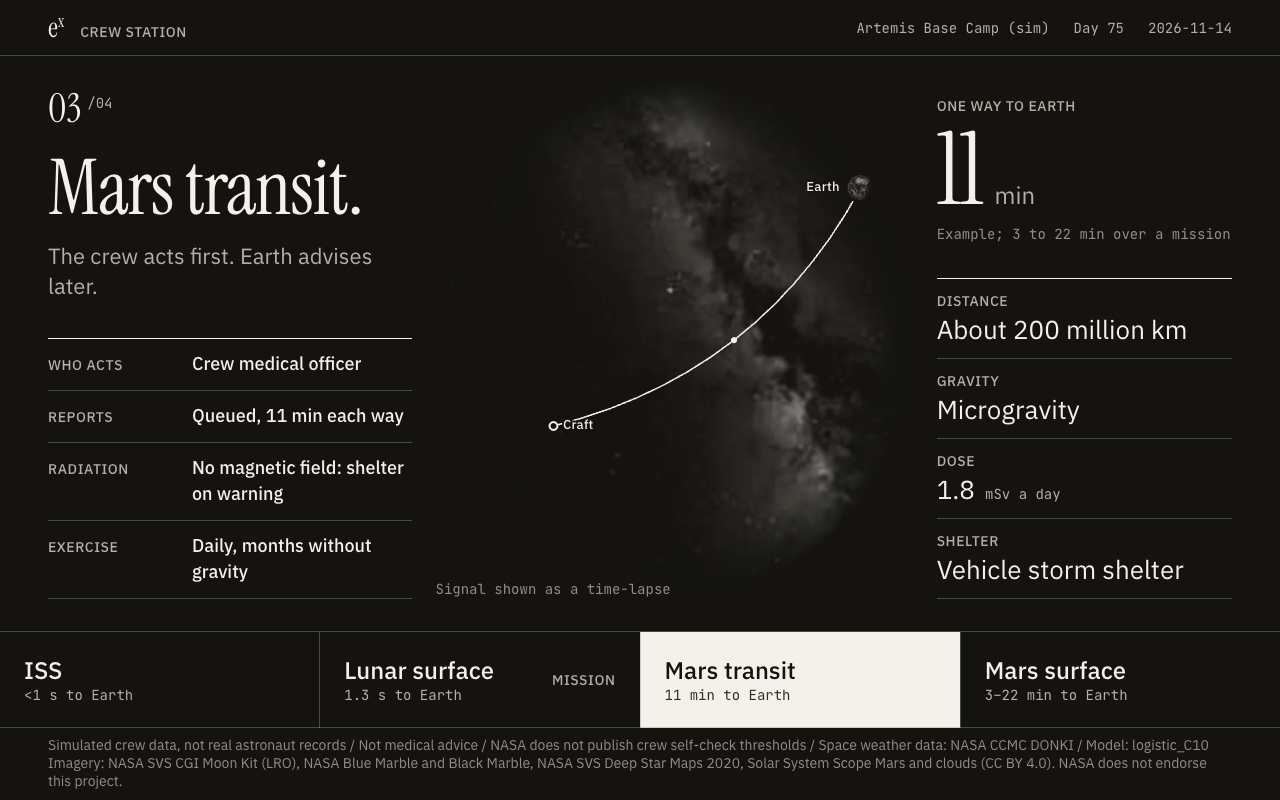 eˣ CREW STATION
Artemis Base Camp (sim) Day 75 2026-11-14
03 /04
Mars transit.
The crew acts first. Earth advises
later.
WHO ACTS Crew medical officer
REPORTS Queued, 11 min each way
RADIATION No magnetic field: shelter
on warning
EXERCISE Daily, months without
gravity
Earth
Craft
Signal shown as a time-lapse
ONE WAY TO EARTH
11 min
Example; 3 to 22 min over a mission
DISTANCE
About 200 million km
GRAVITY
Microgravity
DOSE
1.8 mSv a day
SHELTER
Vehicle storm shelter
ISS
<1 s to Earth
Lunar surface
1.3 s to Earth
MISSION
Mars transit
11 min to Earth
Mars surface
3–22 min to Earth
Simulated crew data, not real astronaut records / Not medical advice / NASA does not publish crew self-check thresholds / Space weather data: NASA CCMC DONKI / Model: logistic_C10
Imagery: NASA SVS CGI Moon Kit (LRO), NASA Blue Marble and Black Marble, NASA SVS Deep Star Maps 2020, Solar System Scope Mars and clouds (CC BY 4.0). NASA does not endorse
this project.